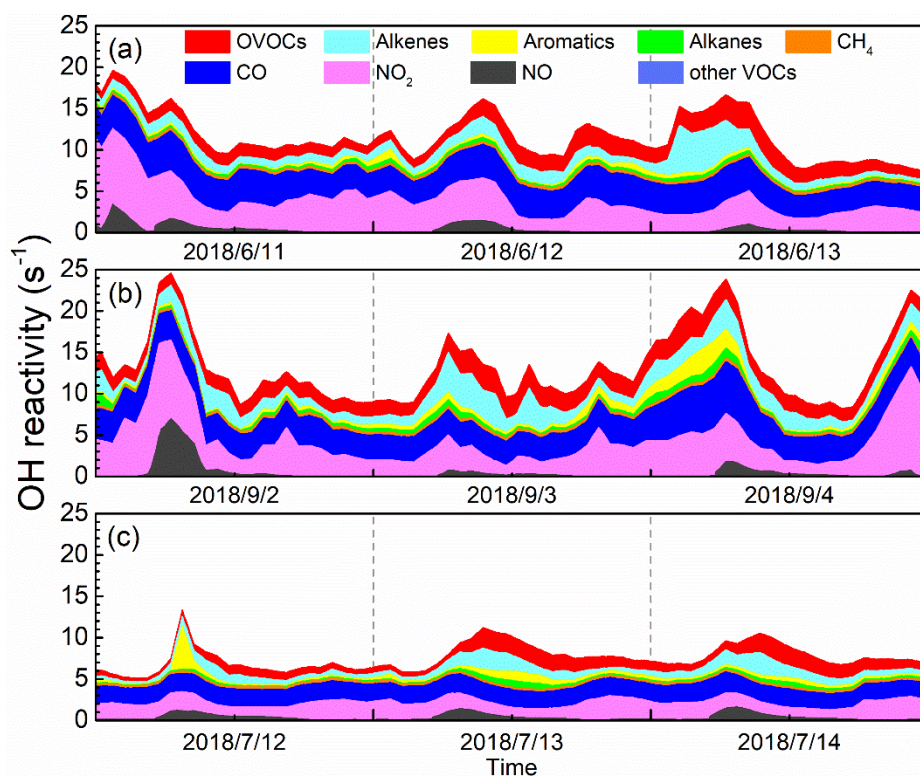 (a) OVOCs Alkenes Aromatics Alkanes CH₄
CO NO₂ NO other VOCs
25
20
15
10
5
0
2018/6/11 2018/6/12 2018/6/13
(b)
25
20
15
10
5
0
2018/9/2 2018/9/3 2018/9/4
(c)
25
20
15
10
5
0
2018/7/12 2018/7/13 2018/7/14
Time
OH reactivity (s⁻¹)